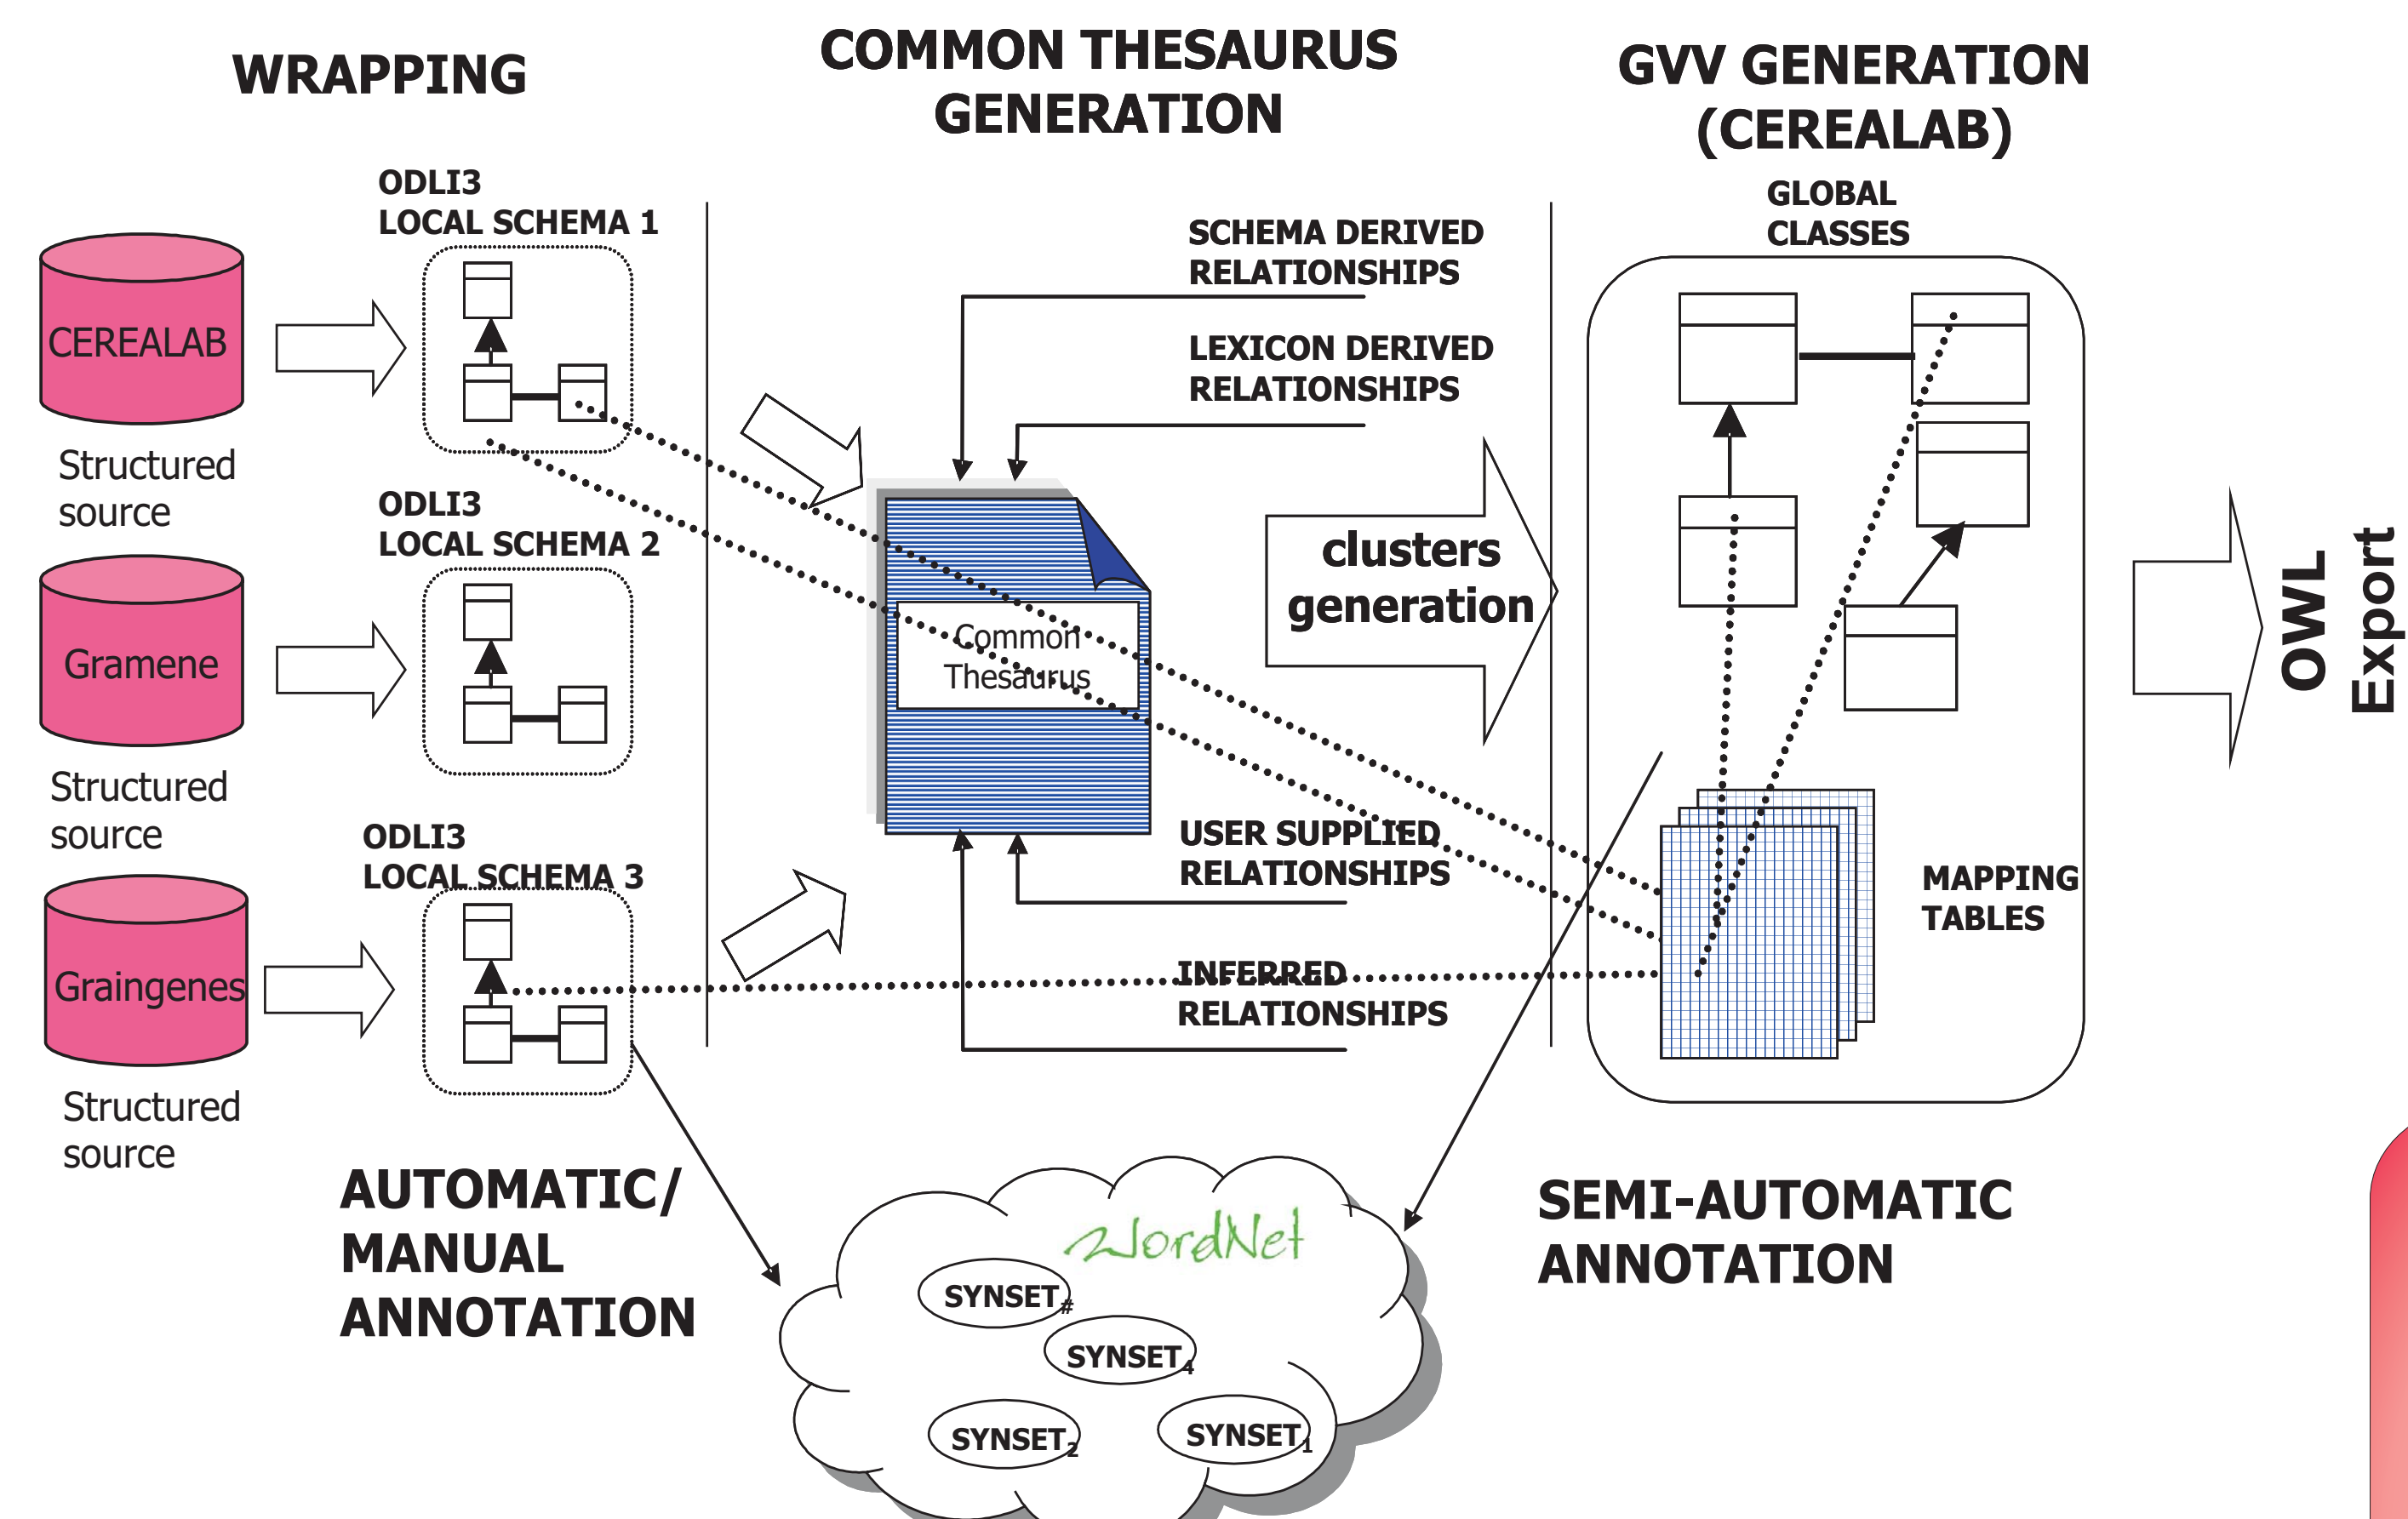 WRAPPING
COMMON THESAURUS
GENERATION
GVV GENERATION
(CEREALAB)
ODLI3
LOCAL SCHEMA 1
CEREALAB
Structured
source
ODLI3
LOCAL SCHEMA 2
Gramene
Structured
source
ODLI3
LOCAL SCHEMA 3
Graingenes
Structured
source
AUTOMATIC/
MANUAL
ANNOTATION
SCHEMA DERIVED
RELATIONSHIPS
LEXICON DERIVED
RELATIONSHIPS
Common
Thesaurus
clusters
generation
USER SUPPLIED
RELATIONSHIPS
INFERRED
RELATIONSHIPS
GLOBAL
CLASSES
MAPPING
TABLES
OWL
Export
WordNet
SYNSET#
SYNSET4
SYNSET2
SYNSET1
SEMI-AUTOMATIC
ANNOTATION